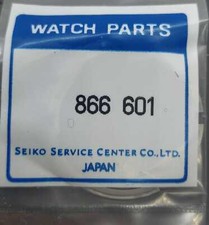 WATCH PARTS
866 601
SEIKO SERVICE CENTER CO., LTD.
JAPAN